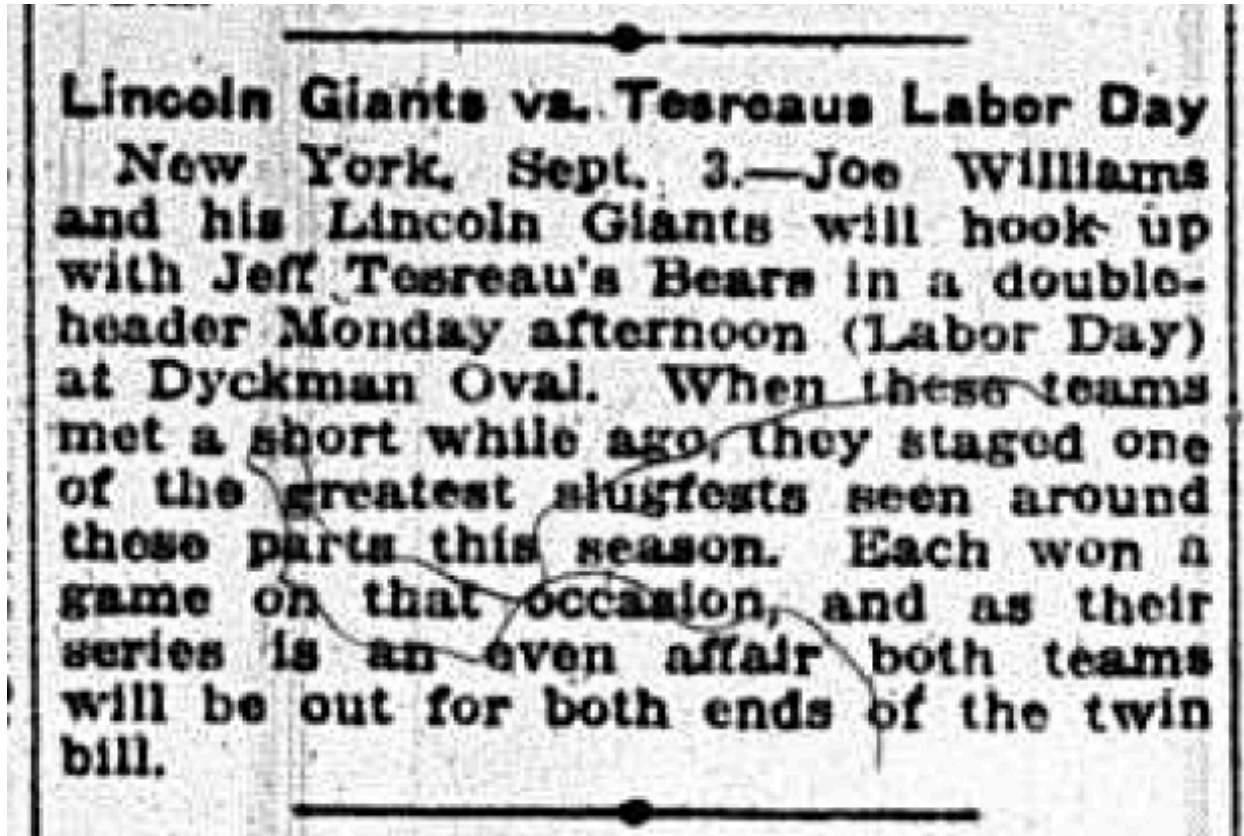 Lincoln Giants vs. Tesreaus Labor Day
New York, Sept. 3.—Joe Williams
and his Lincoln Giants will hook up
with Jeff Tesreau's Bears in a double-
header Monday afternoon (Labor Day)
at Dyckman Oval. When these teams
met a short while ago, they staged one
of the greatest slugfests seen around
these parts this season. Each won a
game on that occasion, and as their
series is an even affair both teams
will be out for both ends of the twin
bill.